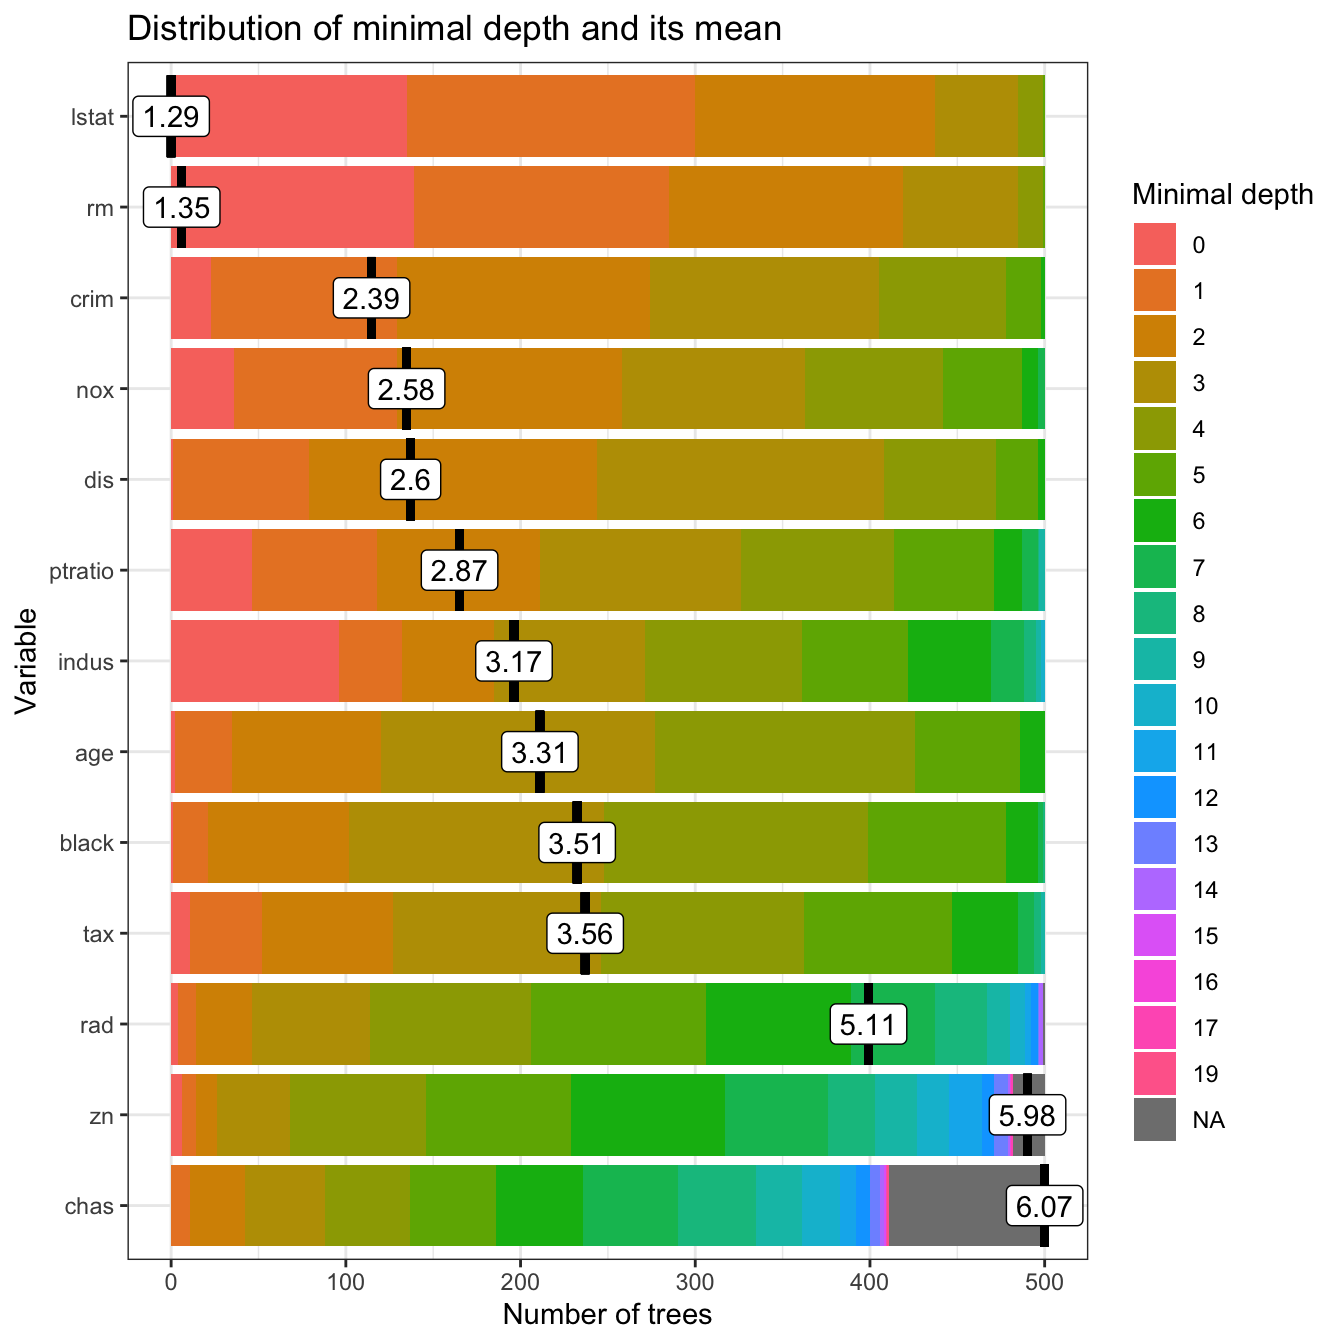 Distribution of minimal depth and its mean
Variable
lstat
1.29
rm
1.35
crim
2.39
nox
2.58
dis
2.6
ptratio
2.87
indus
3.17
age
3.31
black
3.51
tax
3.56
rad
5.11
zn
5.98
chas
6.07
0 100 200 300 400 500
Number of trees
Minimal depth
0
1
2
3
4
5
6
7
8
9
10
11
12
13
14
15
16
17
19
NA